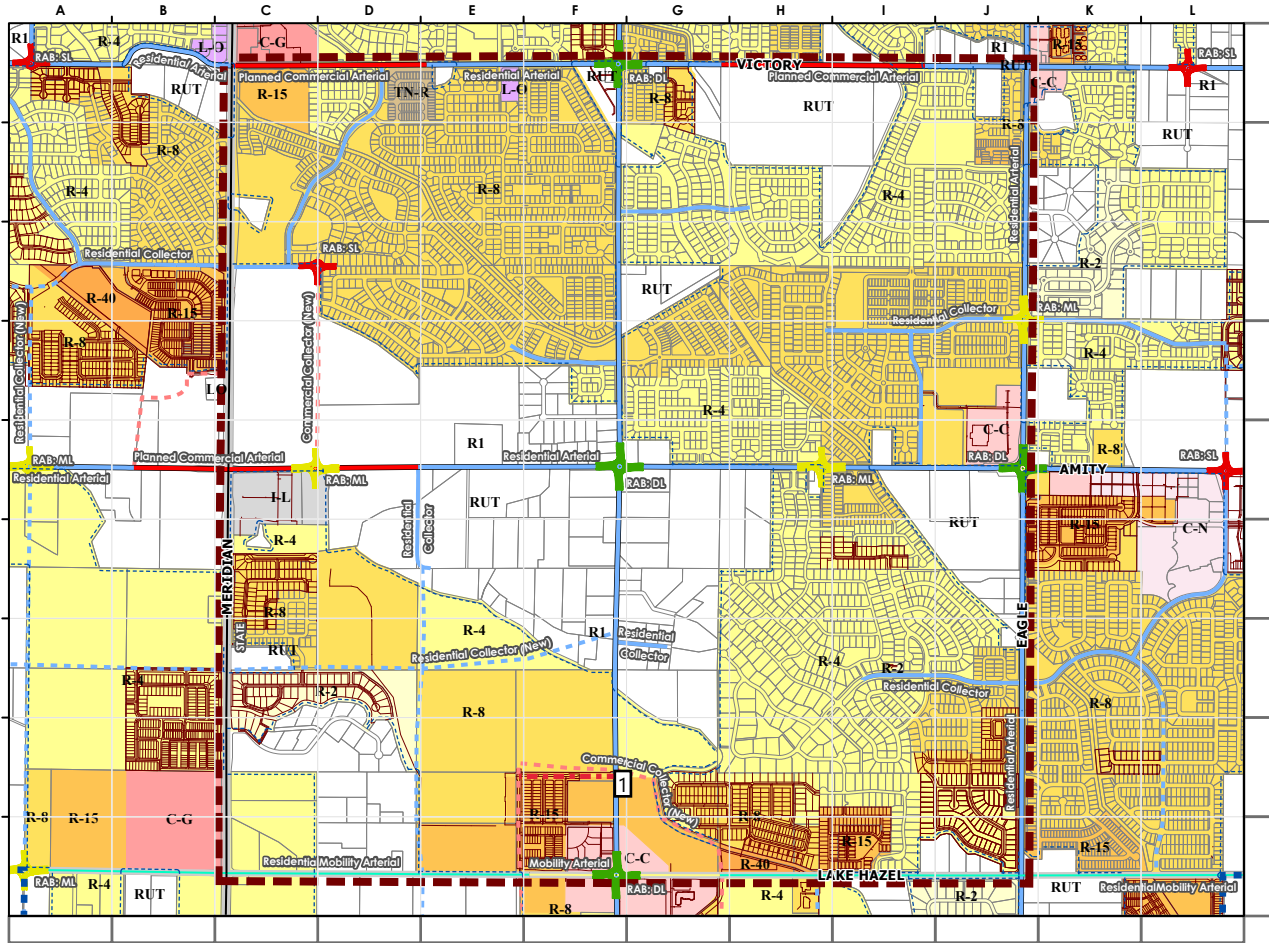 A B C D E F G H I J K L
R1 R-4 L-O C-G R1 R-15
RAB: SL Residential Arterial RUT RAB: DL VICTORY RUT RAB: SL
Planned Commercial Arterial Residential Arterial Planned Commercial Arterial
RUT R-15 TN-R L-O R-8 RUT C-C R1
R-8 R-8 RUT
R-4 R-8 R-4 Residential Arterial
Residential Collector RAB: SL R-2
R-40 RUT
R-15 Residential Collector RAB: ML
R-8 R-4
Residential Collector (New) LO Commercial Collector (New)
R-4 C-C
R1 R-8
RAB: ML Planned Commercial Arterial Residential Arterial RAB: DL RAB: SL
AMITY
Residential Arterial RAB: ML RAB: DL RAB: ML
I-L RUT RUT R-15 C-N
Residential Collector
R-4
MERIDIAN EAGLE
R-8
STATE R-4 R1 Residential Collector
RUT Residential Collector (New)
R-4 R-2 R-4 R-2
Residential Collector
R-8 R-8
Residential Arterial
Commercial Collector (New)
1
R-8 R-15 C-G R-15 R-8
R-15 R-15
Residential Mobility Arterial Mobility Arterial C-C R-40 LAKE HAZEL
RAB: ML R-4 RUT RAB: DL R-4 R-2 RUT Residential Mobility Arterial
R-8